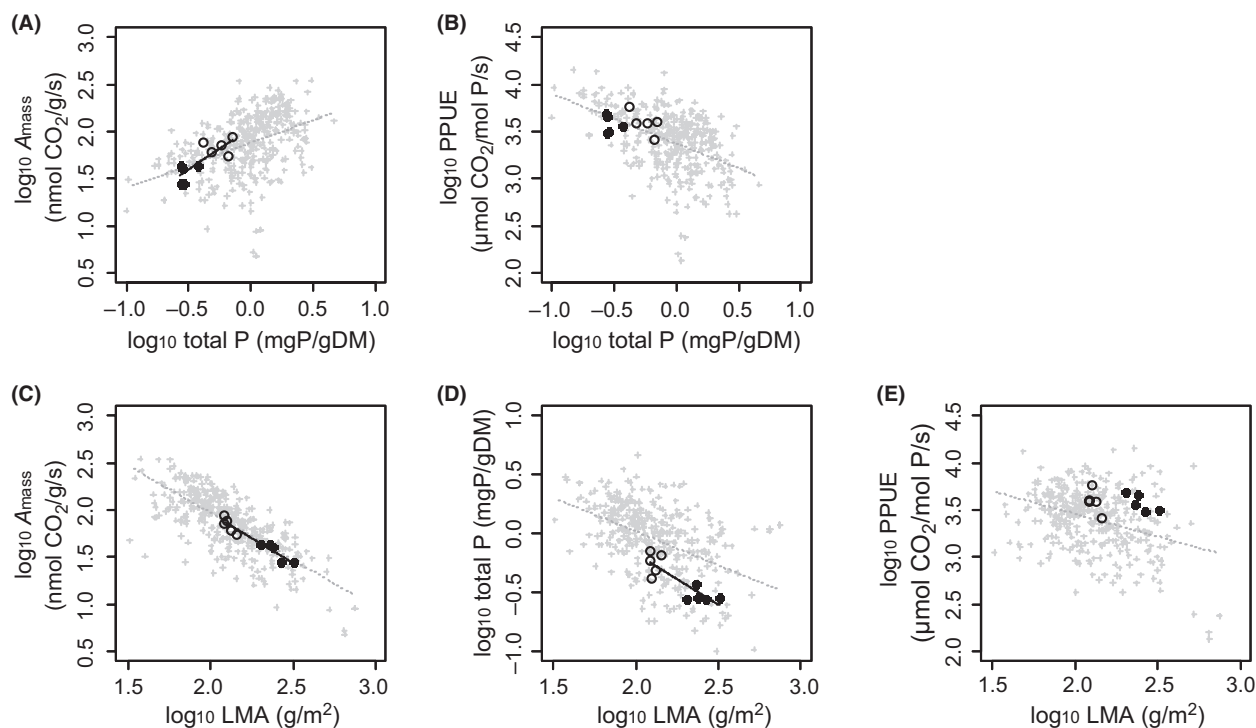 (A)
log10 Amass
(nmol CO2/g/s)
3.0
2.5
2.0
1.5
1.0
0.5
−1.0 −0.5 0.0 0.5 1.0
log10 total P (mgP/gDM)
(B)
log10 PPUE
(µmol CO2/mol P/s)
4.5
4.0
3.5
3.0
2.5
2.0
−1.0 −0.5 0.0 0.5 1.0
log10 total P (mgP/gDM)
(C)
log10 Amass
(nmol CO2/g/s)
3.0
2.5
2.0
1.5
1.0
0.5
1.5 2.0 2.5 3.0
log10 LMA (g/m²)
(D)
log10 total P (mgP/gDM)
1.0
0.5
0.0
−0.5
−1.0
1.5 2.0 2.5 3.0
log10 LMA (g/m²)
(E)
log10 PPUE
(µmol CO2/mol P/s)
4.5
4.0
3.5
3.0
2.5
2.0
1.5 2.0 2.5 3.0
log10 LMA (g/m²)